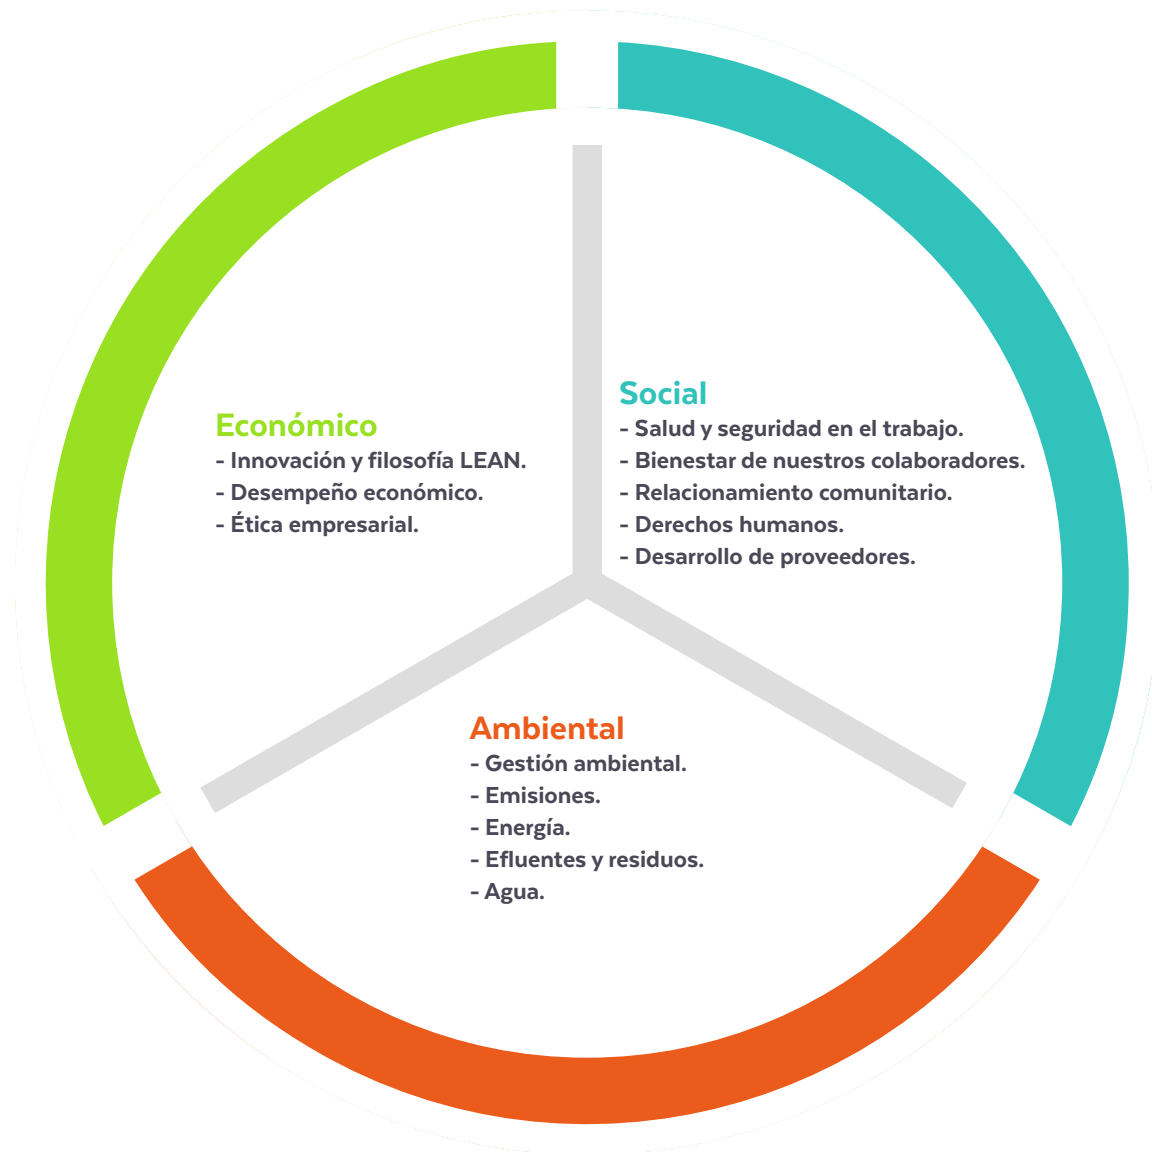 Económico
- Innovación y filosofía LEAN.
- Desempeño económico.
- Ética empresarial.
Social
- Salud y seguridad en el trabajo.
- Bienestar de nuestros colaboradores.
- Relacionamiento comunitario.
- Derechos humanos.
- Desarrollo de proveedores.
Ambiental
- Gestión ambiental.
- Emisiones.
- Energía.
- Efluentes y residuos.
- Agua.